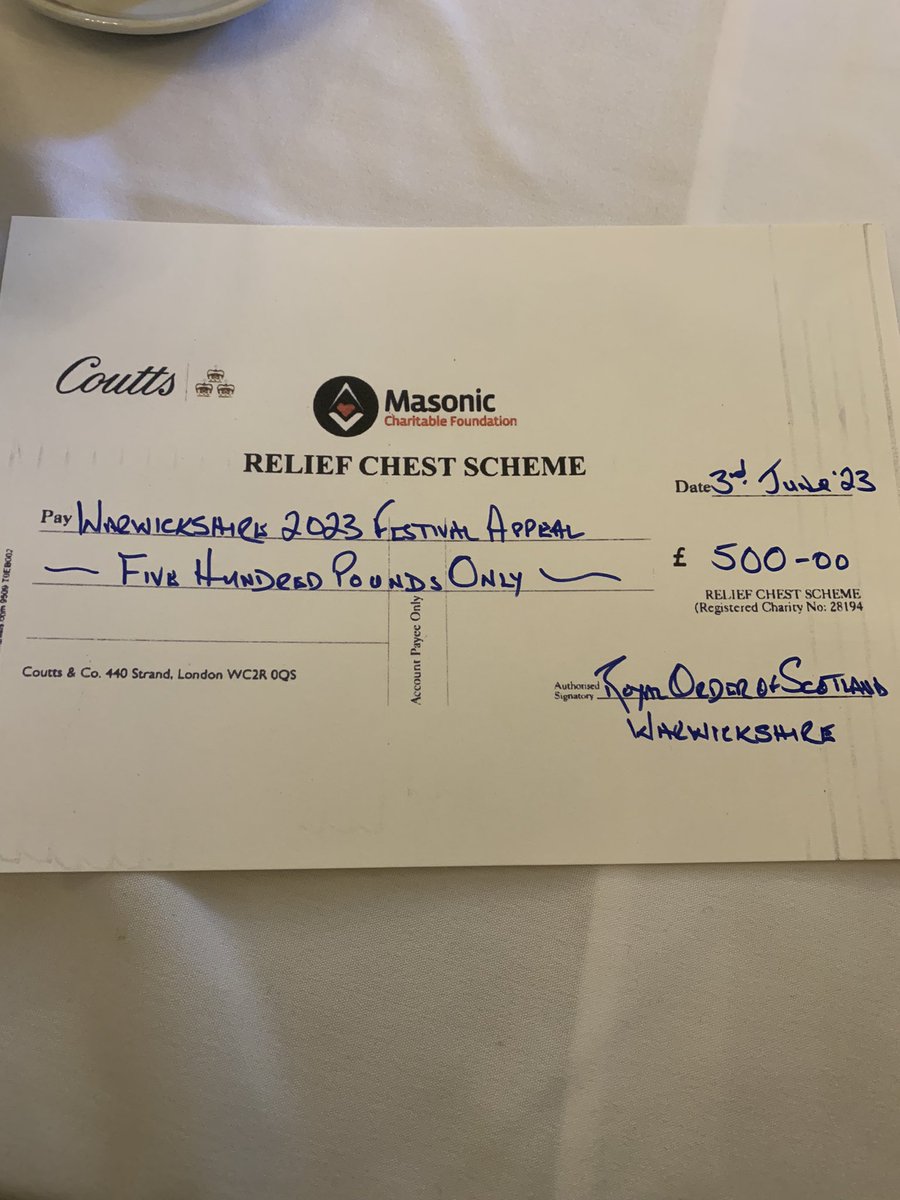 Coutts
Masonic
Charitable Foundation
RELIEF CHEST SCHEME
Date 3rd June '23
Pay WARWICKSHIRE 2023 FESTIVAL APPEAL
£ 500-00
~ FIVE HUNDRED POUNDS ONLY ~
RELIEF CHEST SCHEME
(Registered Charity No: 28194
Account Payee Only
Coutts & Co. 440 Strand, London WC2R 0QS
Authorised
Signatory ROYAL ORDER OF SCOTLAND
WARWICKSHIRE